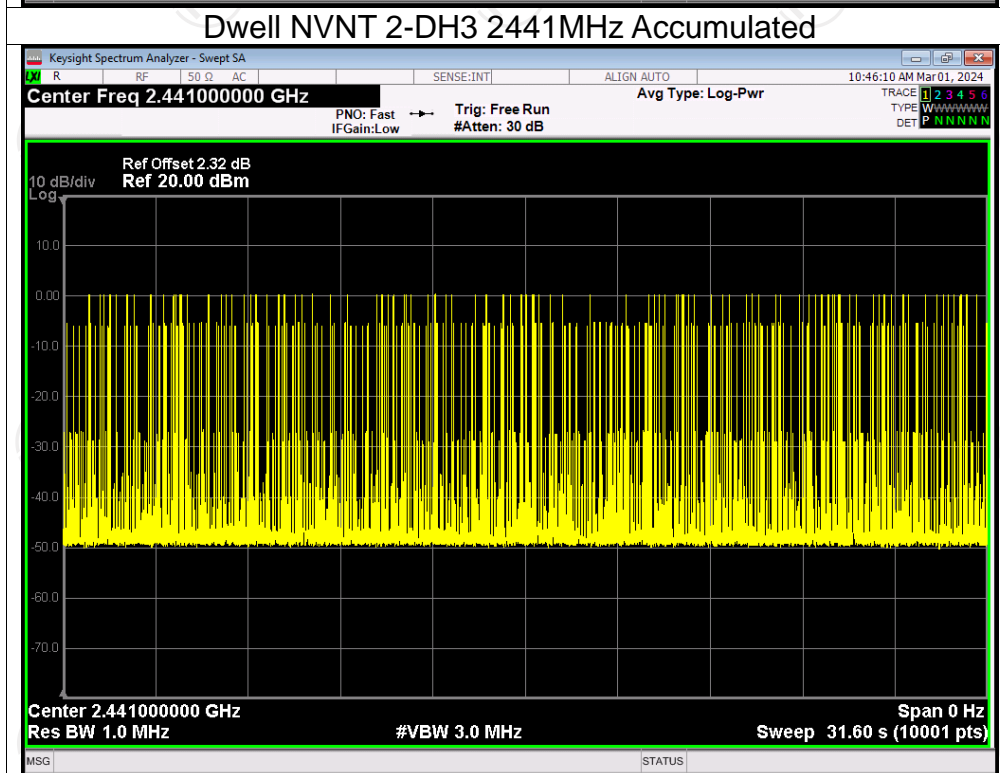 Dwell NVNT 2-DH3 2441MHz Accumulated
Keysight Spectrum Analyzer - Swept SA
LXI R RF 50 Ω AC SENSE:INT ALIGN AUTO 10:46:10 AM Mar 01, 2024
Center Freq 2.441000000 GHz Avg Type: Log-Pwr TRACE 1 2 3 4 5 6
PNO: Fast Trig: Free Run TYPE WWWWWW
IFGain:Low #Atten: 30 dB DET P N N N N N
Ref Offset 2.32 dB
10 dB/div Ref 20.00 dBm
Log
10.0
0.00
-10.0
-20.0
-30.0
-40.0
-50.0
-60.0
-70.0
Center 2.441000000 GHz Span 0 Hz
Res BW 1.0 MHz #VBW 3.0 MHz Sweep 31.60 s (10001 pts)
MSG STATUS